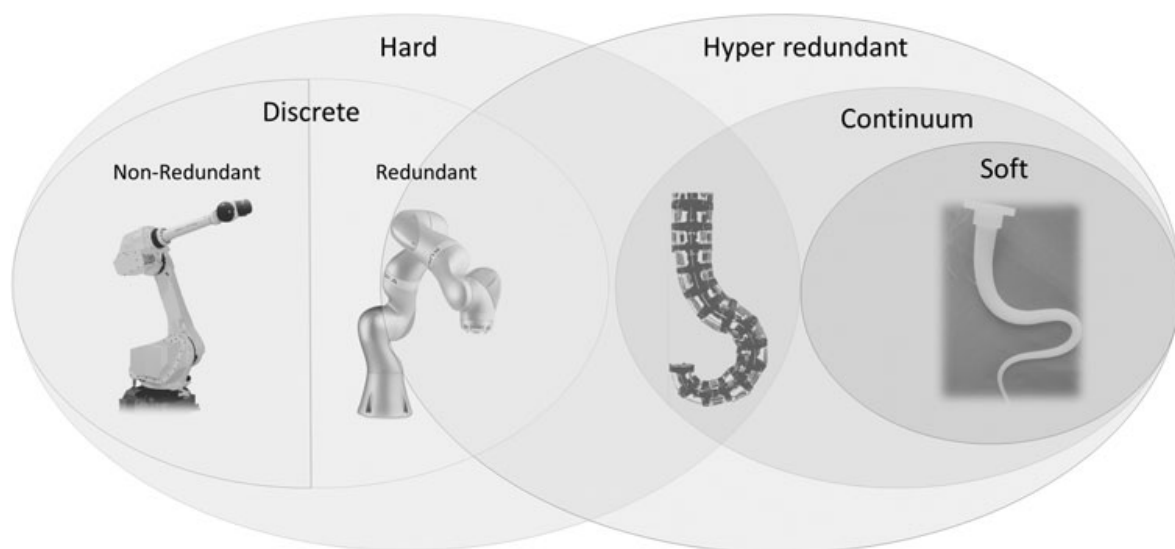 Hard
Hyper redundant
Discrete
Continuum
Non-Redundant
Redundant
Soft